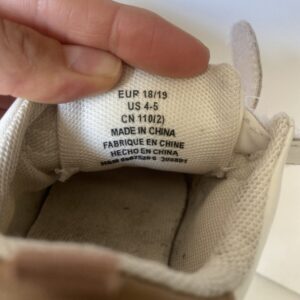 EUR 18/19
US 4-5
CN 110(2)
MADE IN CHINA
FABRIQUE EN CHINE
HECHO EN CHINA